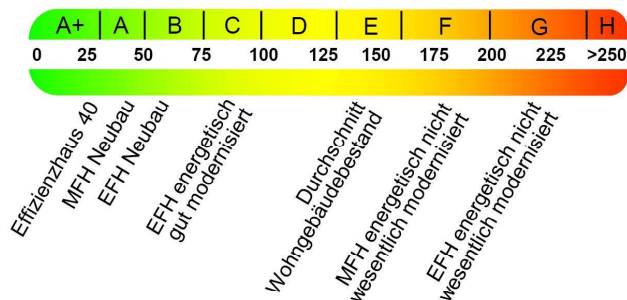 A+ A B C D E F G H
0 25 50 75 100 125 150 175 200 225 >250
Effizienzhaus 40
MFH Neubau
EFH Neubau
EFH energetisch
gut modernisiert
Durchschnitt
Wohngebäudebestand
MFH energetisch nicht
wesentlich modernisiert
EFH energetisch nicht
wesentlich modernisiert